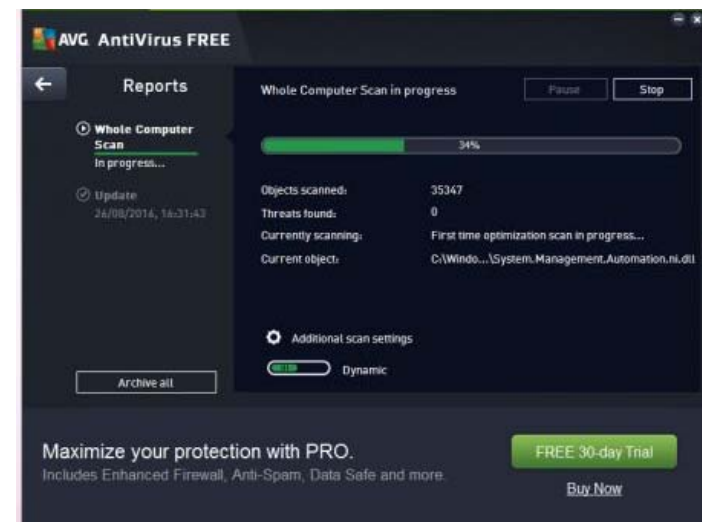 AVG AntiVirus FREE
Reports
Whole Computer Scan in progress
Pause
Stop
Whole Computer
Scan
In progress...
34%
Update
26/08/2016, 16:31:43
Objects scanned:
35347
Threats found:
0
Currently scanning:
First time optimization scan in progress...
Current object:
C:\Windo...\System.Management.Automation.ni.dll
Additional scan settings
Dynamic
Archive all
Maximize your protection with PRO.
Includes Enhanced Firewall, Anti-Spam, Data Safe and more.
FREE 30-day Trial
Buy Now